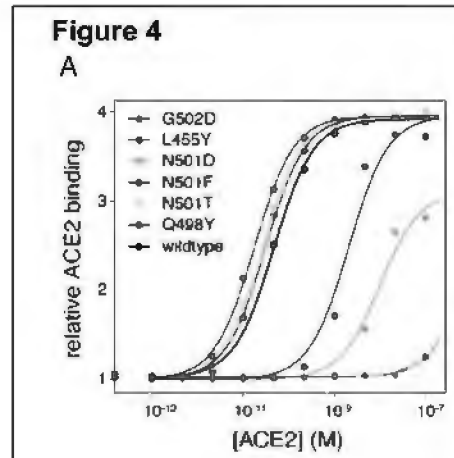 Figure 4
A
G502D
L455Y
N501D
N501F
N501T
Q498Y
wildtype
relative ACE2 binding
4
3
2
1
10⁻¹³ 10⁻¹¹ 10⁻⁹ 10⁻⁷
[ACE2] (M)